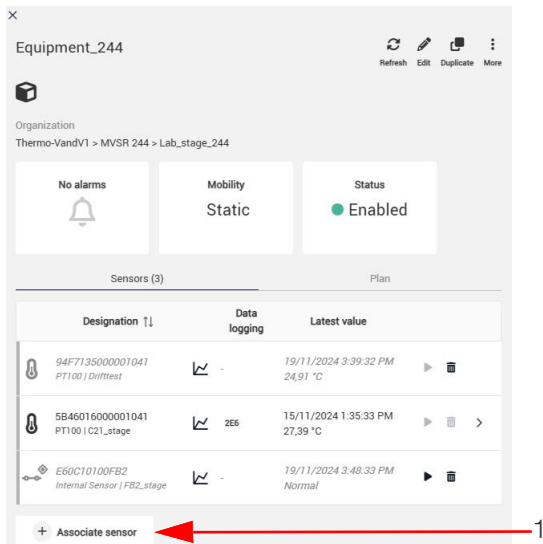 ×
Equipment_244
Refresh Edit Duplicate More
Organization
Thermo-VandV1 > MVSR 244 > Lab_stage_244
No alarms Mobility Status
Static Enabled
Sensors (3) Plan
Designation ↑↓ Data logging Latest value
94F7135000001041 - 19/11/2024 3:39:32 PM
PT100 | Drifttest 24,91 °C
5B46016000001041 2E6 15/11/2024 1:35:33 PM
PT100 | C21_stage 27,39 °C
E60C10100FB2 - 19/11/2024 3:48:33 PM
Internal Sensor | FB2_stage Normal
+ Associate sensor 1